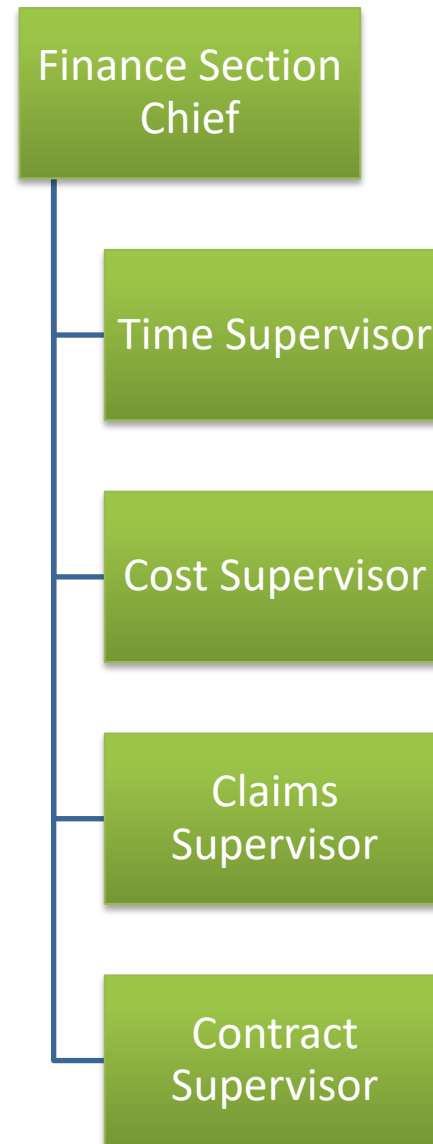 Finance Section
Chief
Time Supervisor
Cost Supervisor
Claims
Supervisor
Contract
Supervisor